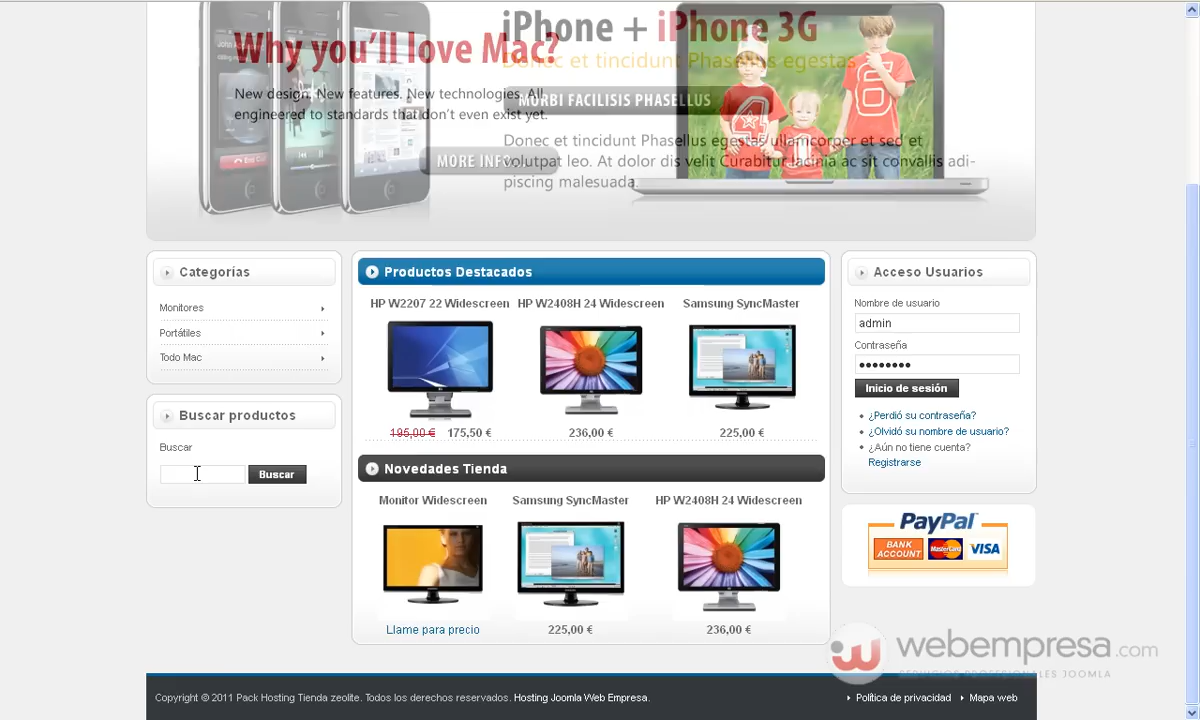 iPhone + iPhone 3G
Why you'll love Mac?
Donec et tincidunt Phasellus egestas
New design. New features. New technologies. All
engineered to standards that don't even exist yet.
MORBI FACILISIS PHASELLUS
Donec et tincidunt Phasellus egestas ullamcorper et sed et
volutpat leo. At dolor dis velit Curabitur lacinia ac sit convallis adi-
piscing malesuada.
MORE INFO
Categorías
Monitores
Portátiles
Todo Mac
Buscar productos
Buscar
Buscar
Productos Destacados
HP W2207 22 Widescreen HP W2408H 24 Widescreen Samsung SyncMaster
195,00 € 175,50 € 236,00 € 225,00 €
Novedades Tienda
Monitor Widescreen Samsung SyncMaster HP W2408H 24 Widescreen
Llame para precio 225,00 € 236,00 €
Acceso Usuarios
Nombre de usuario
admin
Contraseña
••••••••
Inicio de sesión
¿Perdió su contraseña?
¿Olvidó su nombre de usuario?
¿Aún no tiene cuenta?
Registrarse
PayPal
BANK
ACCOUNT
MasterCard
VISA
webempresa.com
SERVICIOS PROFESIONALES JOOMLA
Copyright © 2011 Pack Hosting Tienda zeolite. Todos los derechos reservados. Hosting Joomla Web Empresa.
Política de privacidad Mapa web